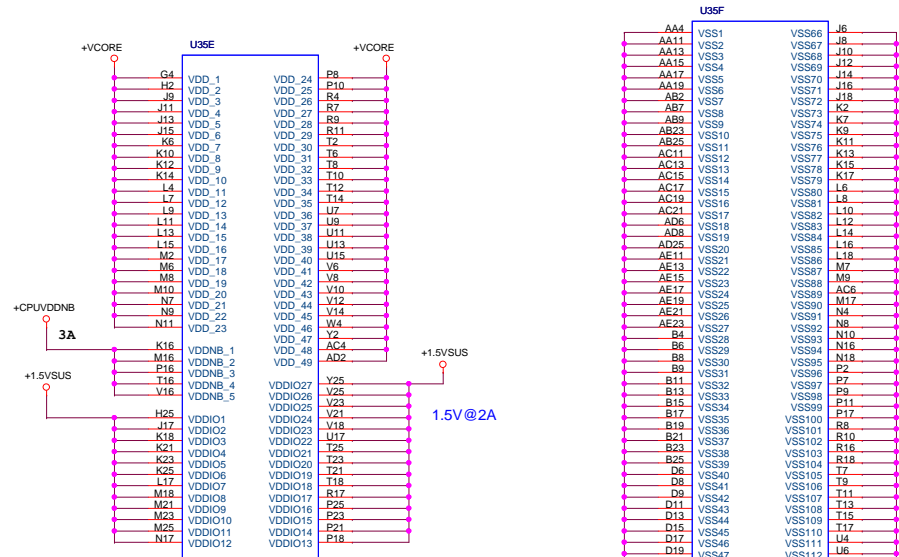 U35E
+VCORE
+VCORE
G4 VDD_1 VDD_24 P8
H2 VDD_2 VDD_25 P10
J9 VDD_3 VDD_26 R4
J11 VDD_4 VDD_27 R7
J13 VDD_5 VDD_28 R9
J15 VDD_6 VDD_29 R11
K6 VDD_7 VDD_30 T2
K10 VDD_8 VDD_31 T6
K12 VDD_9 VDD_32 T8
K14 VDD_10 VDD_33 T10
L4 VDD_11 VDD_34 T12
L7 VDD_12 VDD_35 T14
L9 VDD_13 VDD_36 U7
L11 VDD_14 VDD_37 U9
L13 VDD_15 VDD_38 U11
L15 VDD_16 VDD_39 U13
M2 VDD_17 VDD_40 U15
M6 VDD_18 VDD_41 V6
M8 VDD_19 VDD_42 V8
M10 VDD_20 VDD_43 V10
N7 VDD_21 VDD_44 V12
N9 VDD_22 VDD_45 V14
N11 VDD_23 VDD_46 W4
VDD_47 Y2
VDD_48 AC4
VDD_49 AD2
+CPUVDDNB
3A
K16 VDDNB_1
M16 VDDNB_2
P16 VDDNB_3
T16 VDDNB_4
V16 VDDNB_5
+1.5VSUS
+1.5VSUS
1.5V@2A
VDDIO27 Y25
VDDIO26 V25
VDDIO25 V23
H25 VDDIO1 VDDIO24 V21
J17 VDDIO2 VDDIO23 V18
K18 VDDIO3 VDDIO22 U17
K21 VDDIO4 VDDIO21 T25
K23 VDDIO5 VDDIO20 T23
K25 VDDIO6 VDDIO19 T21
L17 VDDIO7 VDDIO18 T18
M18 VDDIO8 VDDIO17 R17
M21 VDDIO9 VDDIO16 P25
M23 VDDIO10 VDDIO15 P23
M25 VDDIO11 VDDIO14 P21
N17 VDDIO12 VDDIO13 P18
U35F
AA4 VSS1 VSS66 J6
AA11 VSS2 VSS67 J8
AA13 VSS3 VSS68 J10
AA15 VSS4 VSS69 J12
AA17 VSS5 VSS70 J14
AA19 VSS6 VSS71 J16
AB2 VSS7 VSS72 J18
AB7 VSS8 VSS73 K2
AB9 VSS9 VSS74 K7
AB23 VSS10 VSS75 K9
AB25 VSS11 VSS76 K11
AC11 VSS12 VSS77 K13
AC13 VSS13 VSS78 K15
AC15 VSS14 VSS79 K17
AC17 VSS15 VSS80 L6
AC19 VSS16 VSS81 L8
AC21 VSS17 VSS82 L10
AD6 VSS18 VSS83 L12
AD8 VSS19 VSS84 L14
AD25 VSS20 VSS85 L16
AE11 VSS21 VSS86 L18
AE13 VSS22 VSS87 M7
AE15 VSS23 VSS88 M9
AE17 VSS24 VSS89 AC6
AE19 VSS25 VSS90 M17
AE21 VSS26 VSS91 N4
AE23 VSS27 VSS92 N8
B4 VSS28 VSS93 N10
B6 VSS29 VSS94 N16
B8 VSS30 VSS95 N18
B9 VSS31 VSS96 P2
B11 VSS32 VSS97 P7
B13 VSS33 VSS98 P9
B15 VSS34 VSS99 P11
B17 VSS35 VSS100 P17
B19 VSS36 VSS101 R8
B21 VSS37 VSS102 R10
B23 VSS38 VSS103 R16
B25 VSS39 VSS104 R18
D6 VSS40 VSS105 T7
D8 VSS41 VSS106 T9
D9 VSS42 VSS107 T11
D11 VSS43 VSS108 T13
D13 VSS44 VSS109 T15
D15 VSS45 VSS110 T17
D17 VSS46 VSS111 U4
D19 VSS47 VSS112 U6